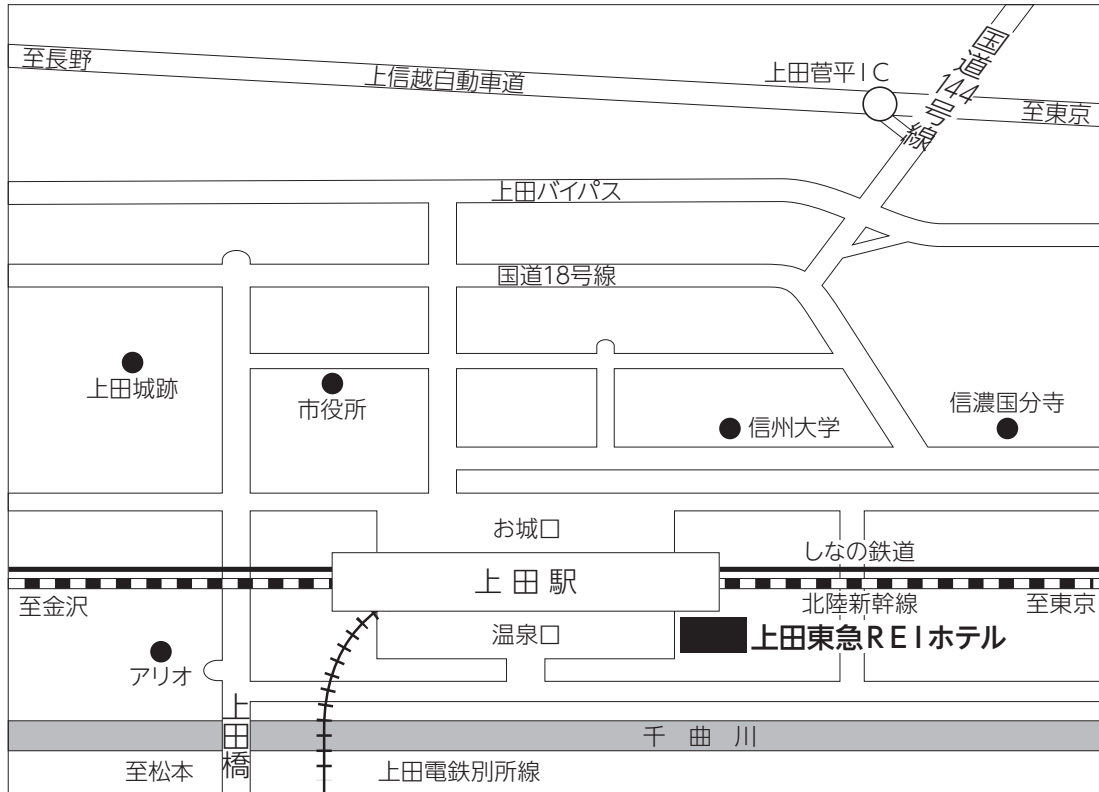 至長野
上信越自動車道
上田菅平IC
国道144号線
至東京
上田バイパス
国道18号線
上田城跡
市役所
信州大学
信濃国分寺
お城口
しなの鉄道
上田駅
至金沢
北陸新幹線
至東京
温泉口
上田東急REIホテル
アリオ
上田橋
千曲川
至松本
上田電鉄別所線